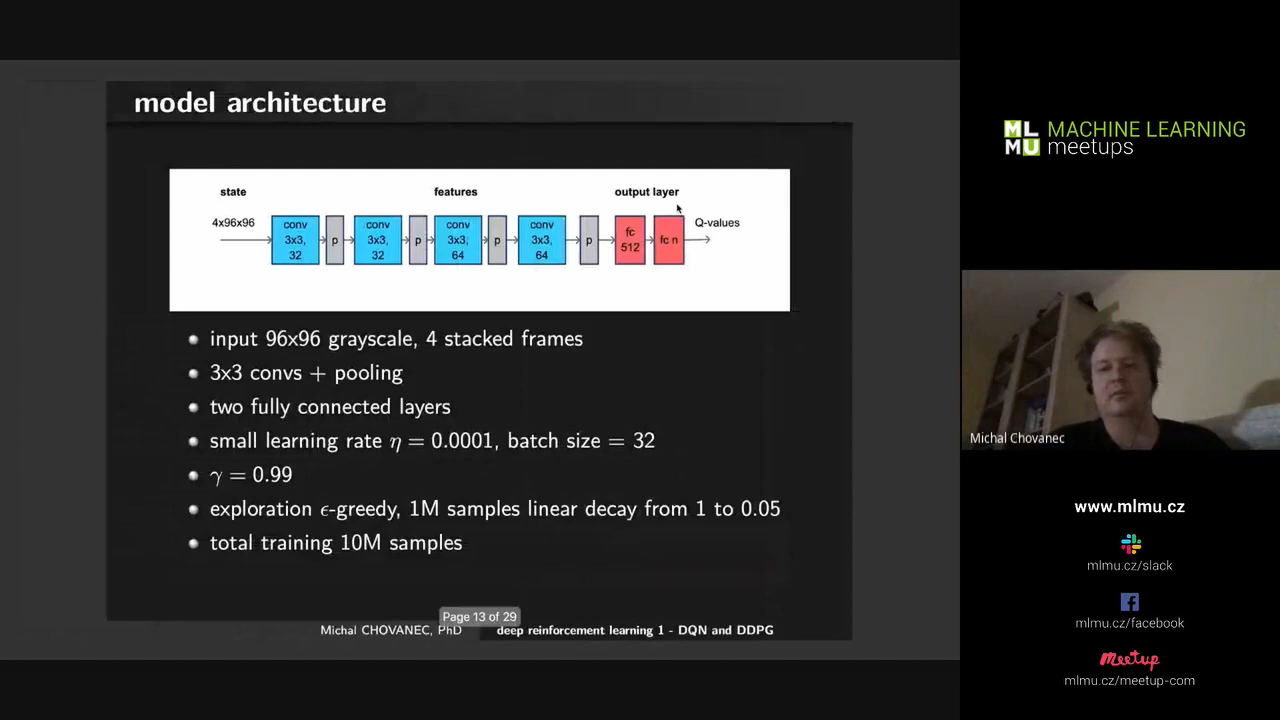 model architecture
state
features
output layer
4x96x96
conv
3x3,
32
p
conv
3x3,
32
p
conv
3x3,
64
p
conv
3x3,
64
p
fc
512
fc n
Q-values
input 96x96 grayscale, 4 stacked frames
3x3 convs + pooling
two fully connected layers
small learning rate η = 0.0001, batch size = 32
γ = 0.99
exploration ϵ-greedy, 1M samples linear decay from 1 to 0.05
total training 10M samples
Page 13 of 29
Michal CHOVANEC, PhD
deep reinforcement learning 1 - DQN and DDPG
ML
MU
MACHINE LEARNING
meetups
Michal Chovanec
www.mlmu.cz
mlmu.cz/slack
mlmu.cz/facebook
meetup
mlmu.cz/meetup-com